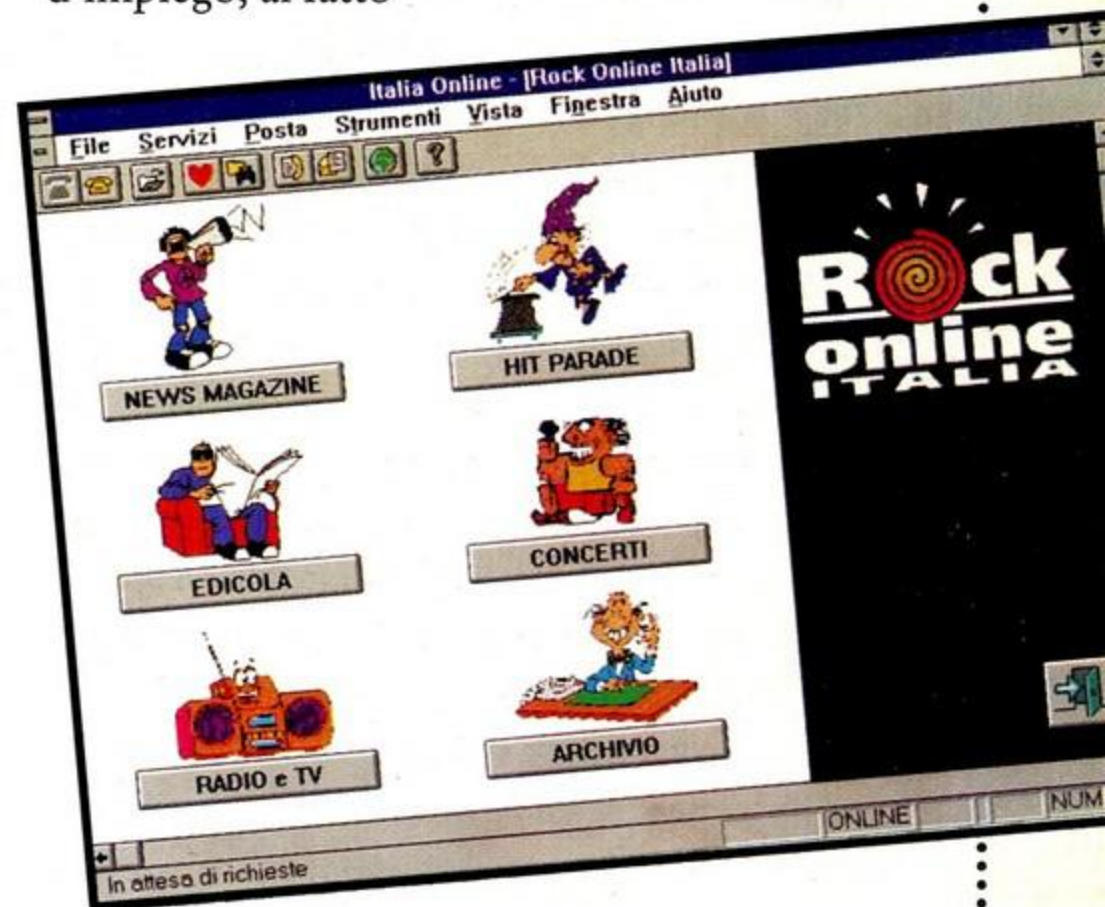 d'impiego, al fatto
Italia Online - [Rock Online Italia]
File Servizi Posta Strumenti Vista Finestra Aiuto
NEWS MAGAZINE
HIT PARADE
Rock
online
ITALIA
EDICOLA
CONCERTI
RADIO e TV
ARCHIVIO
ONLINE NUM
In attesa di richieste